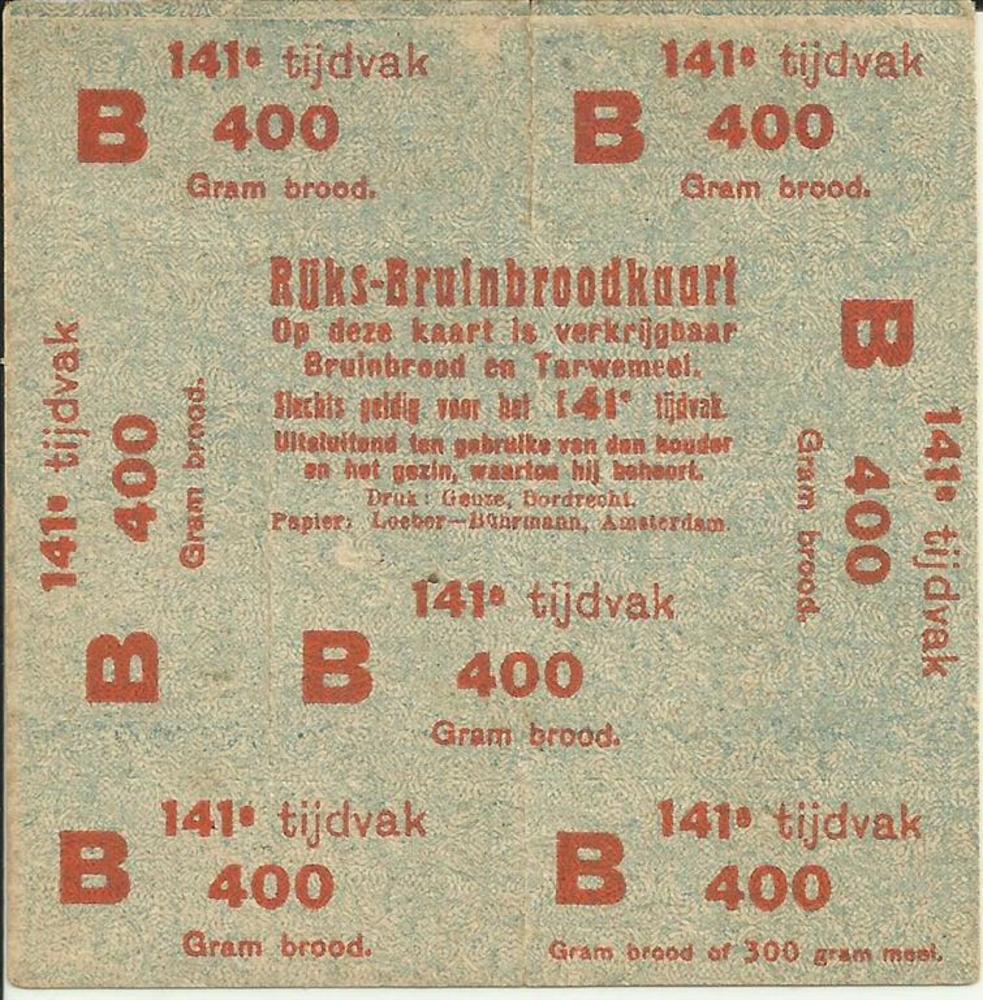 141e tijdvak
B 400
Gram brood.
141e tijdvak
B 400
Gram brood.
Rijks-Bruinbroodkaart
Op deze kaart is verkrijgbaar
Bruinbrood en Tarwemeel.
Slechts geldig voor het 141e tijdvak.
Uitsluitend ten gebruike van den houder
en het gezin, waartoe hij behoort.
Druk: Geuze, Dordrecht.
Papier: Loeber—Bührmann, Amsterdam.
141e tijdvak
B 400
Gram brood.
141e tijdvak
B 400
Gram brood.
141e tijdvak
B 400
Gram brood.
141e tijdvak
B 400
Gram brood.
141e tijdvak
B 400
Gram brood of 300 gram meel.